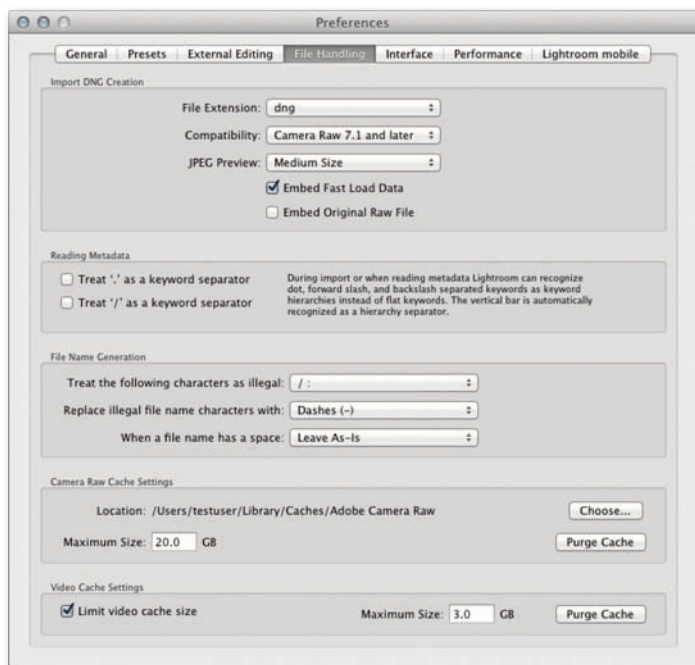 Preferences
General Presets External Editing File Handling Interface Performance Lightroom mobile
Import DNG Creation
File Extension: dng
Compatibility: Camera Raw 7.1 and later
JPEG Preview: Medium Size
Embed Fast Load Data
Embed Original Raw File
Reading Metadata
Treat '.' as a keyword separator
Treat '/' as a keyword separator
During import or when reading metadata Lightroom can recognize
dot, forward slash, and backslash separated keywords as keyword
hierarchies instead of flat keywords. The vertical bar is automatically
recognized as a hierarchy separator.
File Name Generation
Treat the following characters as illegal: / :
Replace illegal file name characters with: Dashes (-)
When a file name has a space: Leave As-Is
Camera Raw Cache Settings
Location: /Users/testuser/Library/Caches/Adobe Camera Raw Choose...
Maximum Size: 20.0 GB Purge Cache
Video Cache Settings
Limit video cache size Maximum Size: 3.0 GB Purge Cache